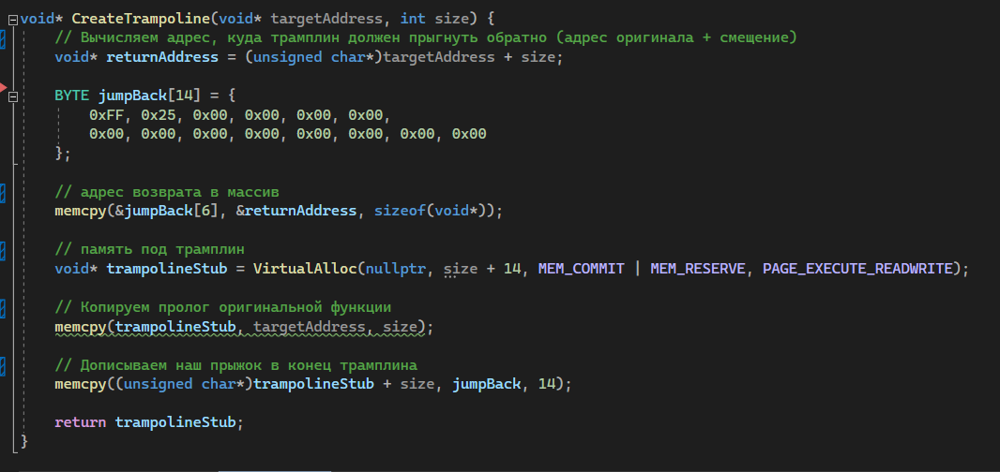 void* CreateTrampoline(void* targetAddress, int size) {
// Вычисляем адрес, куда трамплин должен прыгнуть обратно (адрес оригинала + смещение)
void* returnAddress = (unsigned char*)targetAddress + size;
BYTE jumpBack[14] = {
0xFF, 0x25, 0x00, 0x00, 0x00, 0x00,
0x00, 0x00, 0x00, 0x00, 0x00, 0x00, 0x00, 0x00
};
// адрес возврата в массив
memcpy(&jumpBack[6], &returnAddress, sizeof(void*));
// память под трамплин
void* trampolineStub = VirtualAlloc(nullptr, size + 14, MEM_COMMIT | MEM_RESERVE, PAGE_EXECUTE_READWRITE);
// Копируем пролог оригинальной функции
memcpy(trampolineStub, targetAddress, size);
// Дописываем наш прыжок в конец трамплина
memcpy((unsigned char*)trampolineStub + size, jumpBack, 14);
return trampolineStub;
}